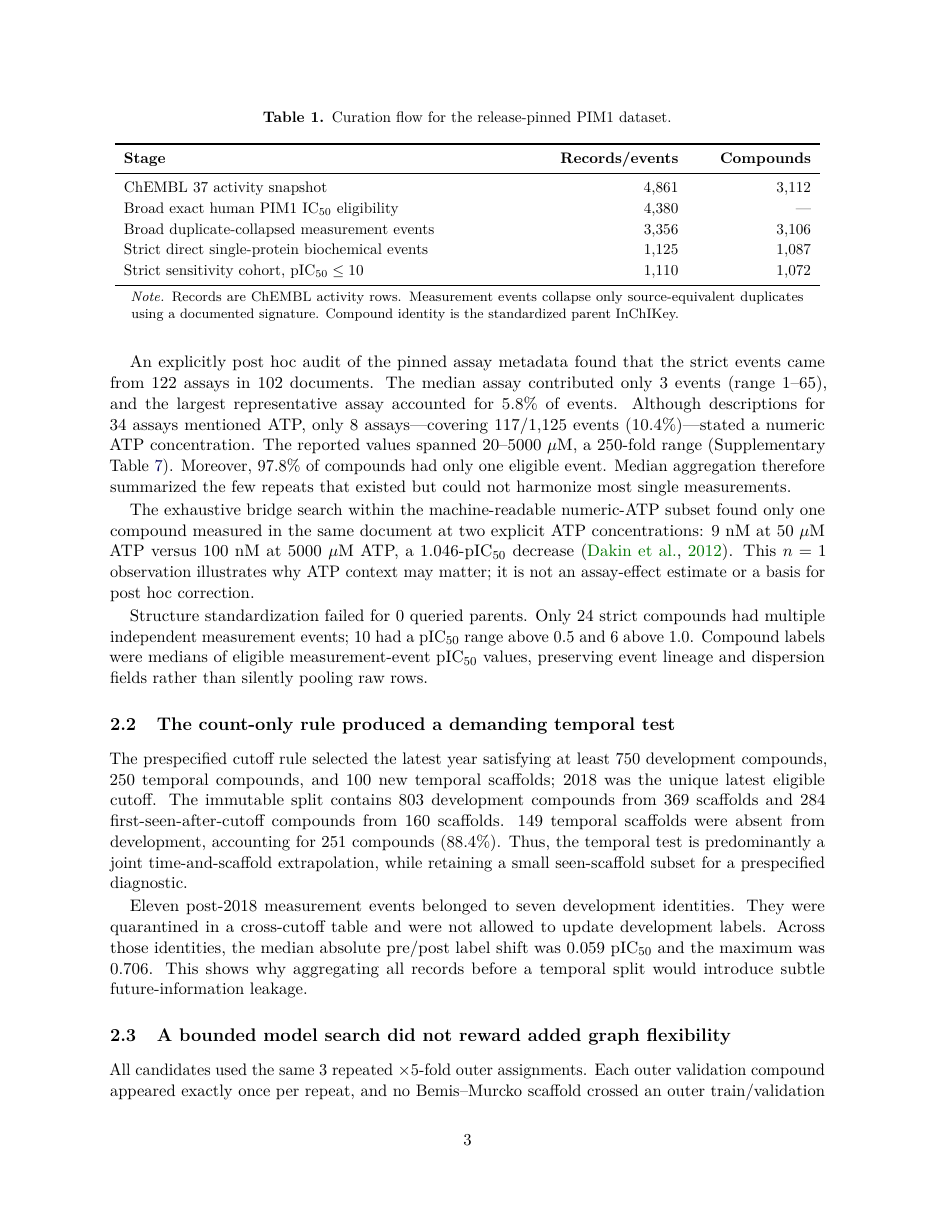 Table 1. Curation flow for the release-pinned PIM1 dataset.
Stage Records/events Compounds
ChEMBL 37 activity snapshot 4,861 3,112
Broad exact human PIM1 IC50 eligibility 4,380 —
Broad duplicate-collapsed measurement events 3,356 3,106
Strict direct single-protein biochemical events 1,125 1,087
Strict sensitivity cohort, pIC50 ≤ 10 1,110 1,072
Note. Records are ChEMBL activity rows. Measurement events collapse only source-equivalent duplicates
using a documented signature. Compound identity is the standardized parent InChIKey.
An explicitly post hoc audit of the pinned assay metadata found that the strict events came
from 122 assays in 102 documents. The median assay contributed only 3 events (range 1–65),
and the largest representative assay accounted for 5.8% of events. Although descriptions for
34 assays mentioned ATP, only 8 assays—covering 117/1,125 events (10.4%)—stated a numeric
ATP concentration. The reported values spanned 20–5000 μM, a 250-fold range (Supplementary
Table 7). Moreover, 97.8% of compounds had only one eligible event. Median aggregation therefore
summarized the few repeats that existed but could not harmonize most single measurements.
The exhaustive bridge search within the machine-readable numeric-ATP subset found only one
compound measured in the same document at two explicit ATP concentrations: 9 nM at 50 μM
ATP versus 100 nM at 5000 μM ATP, a 1.046-pIC50 decrease (Dakin et al., 2012). This n = 1
observation illustrates why ATP context may matter; it is not an assay-effect estimate or a basis for
post hoc correction.
Structure standardization failed for 0 queried parents. Only 24 strict compounds had multiple
independent measurement events; 10 had a pIC50 range above 0.5 and 6 above 1.0. Compound labels
were medians of eligible measurement-event pIC50 values, preserving event lineage and dispersion
fields rather than silently pooling raw rows.
2.2 The count-only rule produced a demanding temporal test
The prespecified cutoff rule selected the latest year satisfying at least 750 development compounds,
250 temporal compounds, and 100 new temporal scaffolds; 2018 was the unique latest eligible
cutoff. The immutable split contains 803 development compounds from 369 scaffolds and 284
first-seen-after-cutoff compounds from 160 scaffolds. 149 temporal scaffolds were absent from
development, accounting for 251 compounds (88.4%). Thus, the temporal test is predominantly a
joint time-and-scaffold extrapolation, while retaining a small seen-scaffold subset for a prespecified
diagnostic.
Eleven post-2018 measurement events belonged to seven development identities. They were
quarantined in a cross-cutoff table and were not allowed to update development labels. Across
those identities, the median absolute pre/post label shift was 0.059 pIC50 and the maximum was
0.706. This shows why aggregating all records before a temporal split would introduce subtle
future-information leakage.
2.3 A bounded model search did not reward added graph flexibility
All candidates used the same 3 repeated ×5-fold outer assignments. Each outer validation compound
appeared exactly once per repeat, and no Bemis–Murcko scaffold crossed an outer train/validation
3